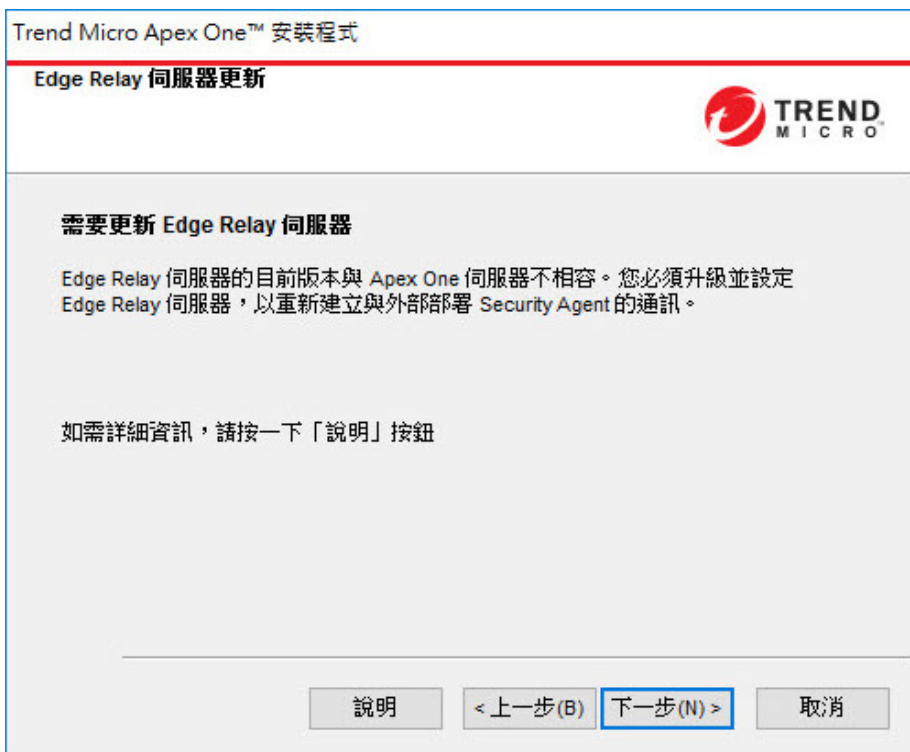 Trend Micro Apex One™ 安裝程式
Edge Relay 伺服器更新
TREND
MICRO™
需要更新 Edge Relay 伺服器
Edge Relay 伺服器的目前版本與 Apex One 伺服器不相容。您必須升級並設定
Edge Relay 伺服器，以重新建立與外部部署 Security Agent 的通訊。
如需詳細資訊，請按一下「說明」按鈕
說明
< 上一步(B)
下一步(N) >
取消